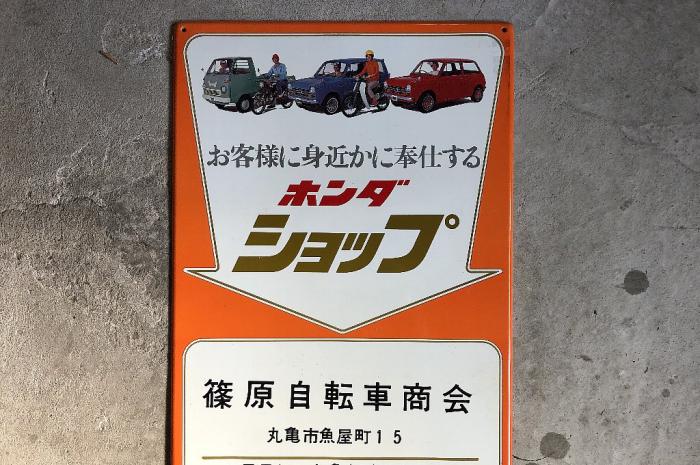 お客様に身近かに奉仕する
ホンダ
ショップ
篠原自転車商会
丸亀市魚屋町15